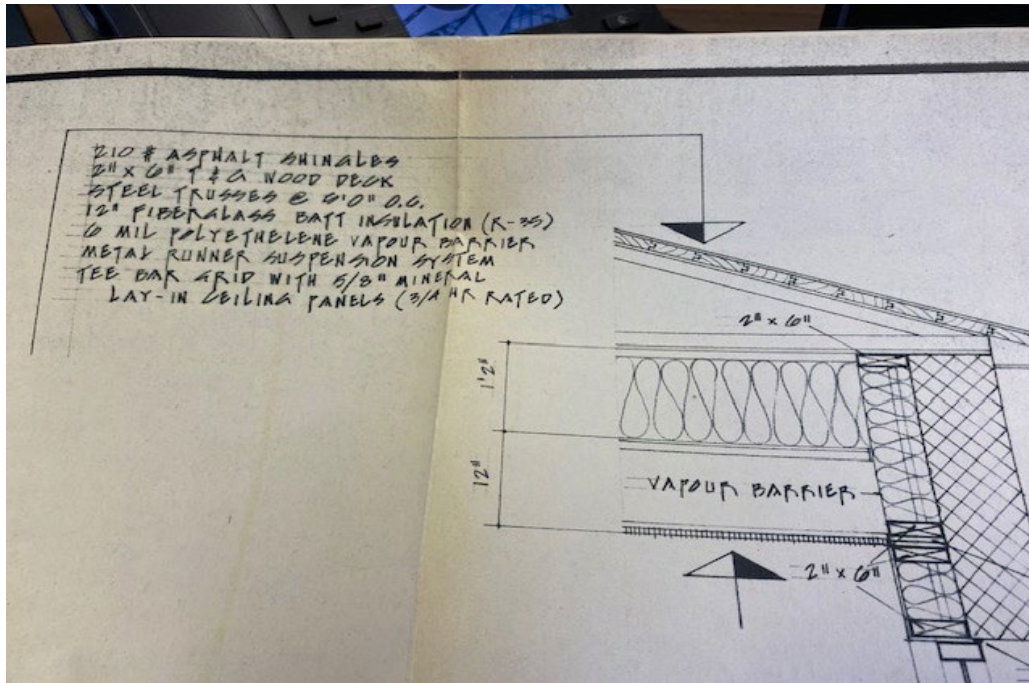 210 # ASPHALT SHINGLES
2" X 6" T & G WOOD DECK
STEEL TRUSSES @ 6'0" O.C.
12" FIBERGLASS BATT INSULATION (R-35)
6 MIL POLYETHELENE VAPOUR BARRIER
METAL RUNNER SUSPENSION SYSTEM
TEE BAR GRID WITH 5/8" MINERAL
LAY-IN CEILING PANELS (3/4 HR RATED)
2" x 6"
1'2"
12"
VAPOUR BARRIER
2" x 6"